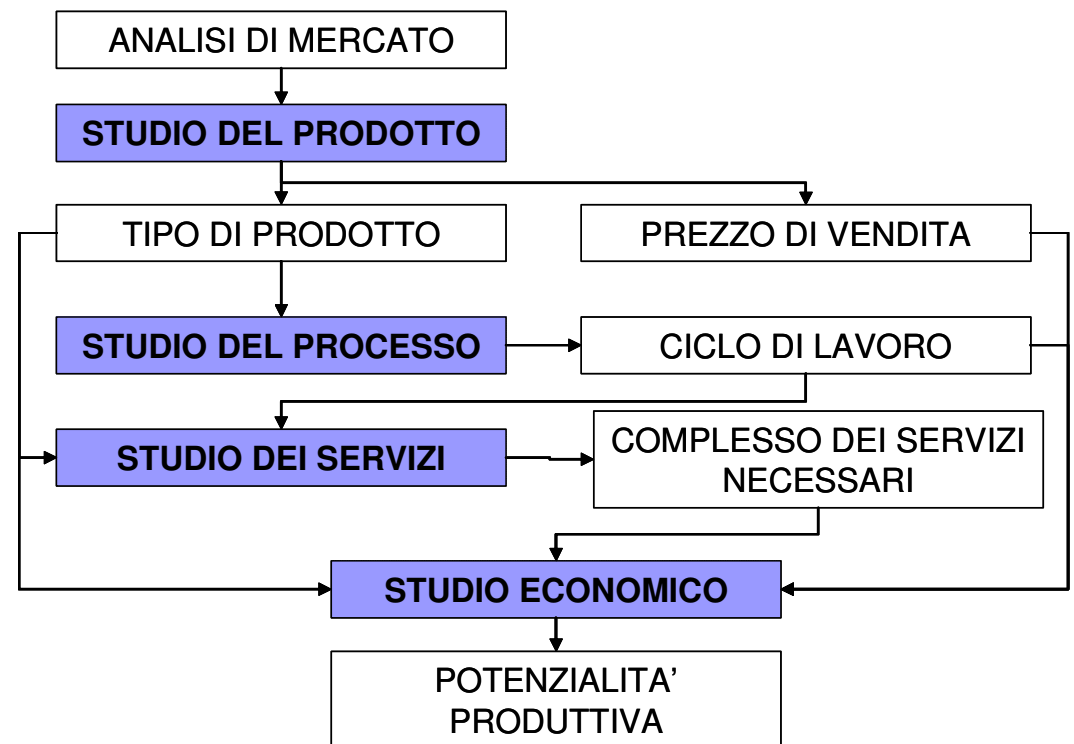 ANALISI DI MERCATO
STUDIO DEL PRODOTTO
TIPO DI PRODOTTO
PREZZO DI VENDITA
STUDIO DEL PROCESSO
CICLO DI LAVORO
STUDIO DEI SERVIZI
COMPLESSO DEI SERVIZI
NECESSARI
STUDIO ECONOMICO
POTENZIALITA'
PRODUTTIVA